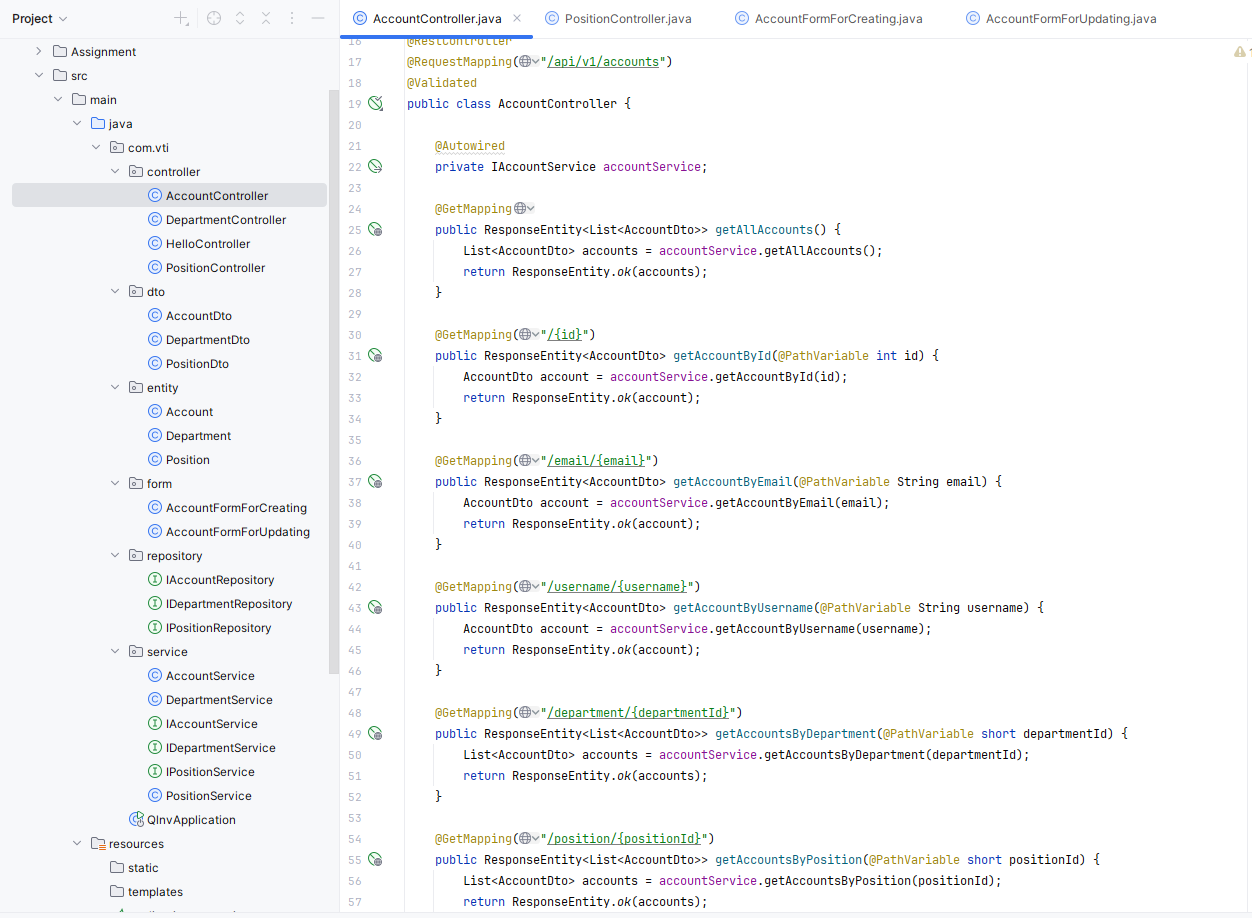 Project
AccountController.java
PositionController.java
AccountFormForCreating.java
AccountFormForUpdating.java
Assignment
src
main
java
com.vti
controller
AccountController
DepartmentController
HelloController
PositionController
dto
AccountDto
DepartmentDto
PositionDto
entity
Account
Department
Position
form
AccountFormForCreating
AccountFormForUpdating
repository
IAccountRepository
IDepartmentRepository
IPositionRepository
service
AccountService
DepartmentService
IAccountService
IDepartmentService
IPositionService
PositionService
QlnvApplication
resources
static
templates
16 @RestController
17 @RequestMapping("/api/v1/accounts")
18 @Validated
19 public class AccountController {
20
21 @Autowired
22 private IAccountService accountService;
23
24 @GetMapping
25 public ResponseEntity<List<AccountDto>> getAllAccounts() {
26 List<AccountDto> accounts = accountService.getAllAccounts();
27 return ResponseEntity.ok(accounts);
28 }
29
30 @GetMapping("/{id}")
31 public ResponseEntity<AccountDto> getAccountById(@PathVariable int id) {
32 AccountDto account = accountService.getAccountById(id);
33 return ResponseEntity.ok(account);
34 }
35
36 @GetMapping("/email/{email}")
37 public ResponseEntity<AccountDto> getAccountByEmail(@PathVariable String email) {
38 AccountDto account = accountService.getAccountByEmail(email);
39 return ResponseEntity.ok(account);
40 }
41
42 @GetMapping("/username/{username}")
43 public ResponseEntity<AccountDto> getAccountByUsername(@PathVariable String username) {
44 AccountDto account = accountService.getAccountByUsername(username);
45 return ResponseEntity.ok(account);
46 }
47
48 @GetMapping("/department/{departmentId}")
49 public ResponseEntity<List<AccountDto>> getAccountsByDepartment(@PathVariable short departmentId) {
50 List<AccountDto> accounts = accountService.getAccountsByDepartment(departmentId);
51 return ResponseEntity.ok(accounts);
52 }
53
54 @GetMapping("/position/{positionId}")
55 public ResponseEntity<List<AccountDto>> getAccountsByPosition(@PathVariable short positionId) {
56 List<AccountDto> accounts = accountService.getAccountsByPosition(positionId);
57 return ResponseEntity.ok(accounts);